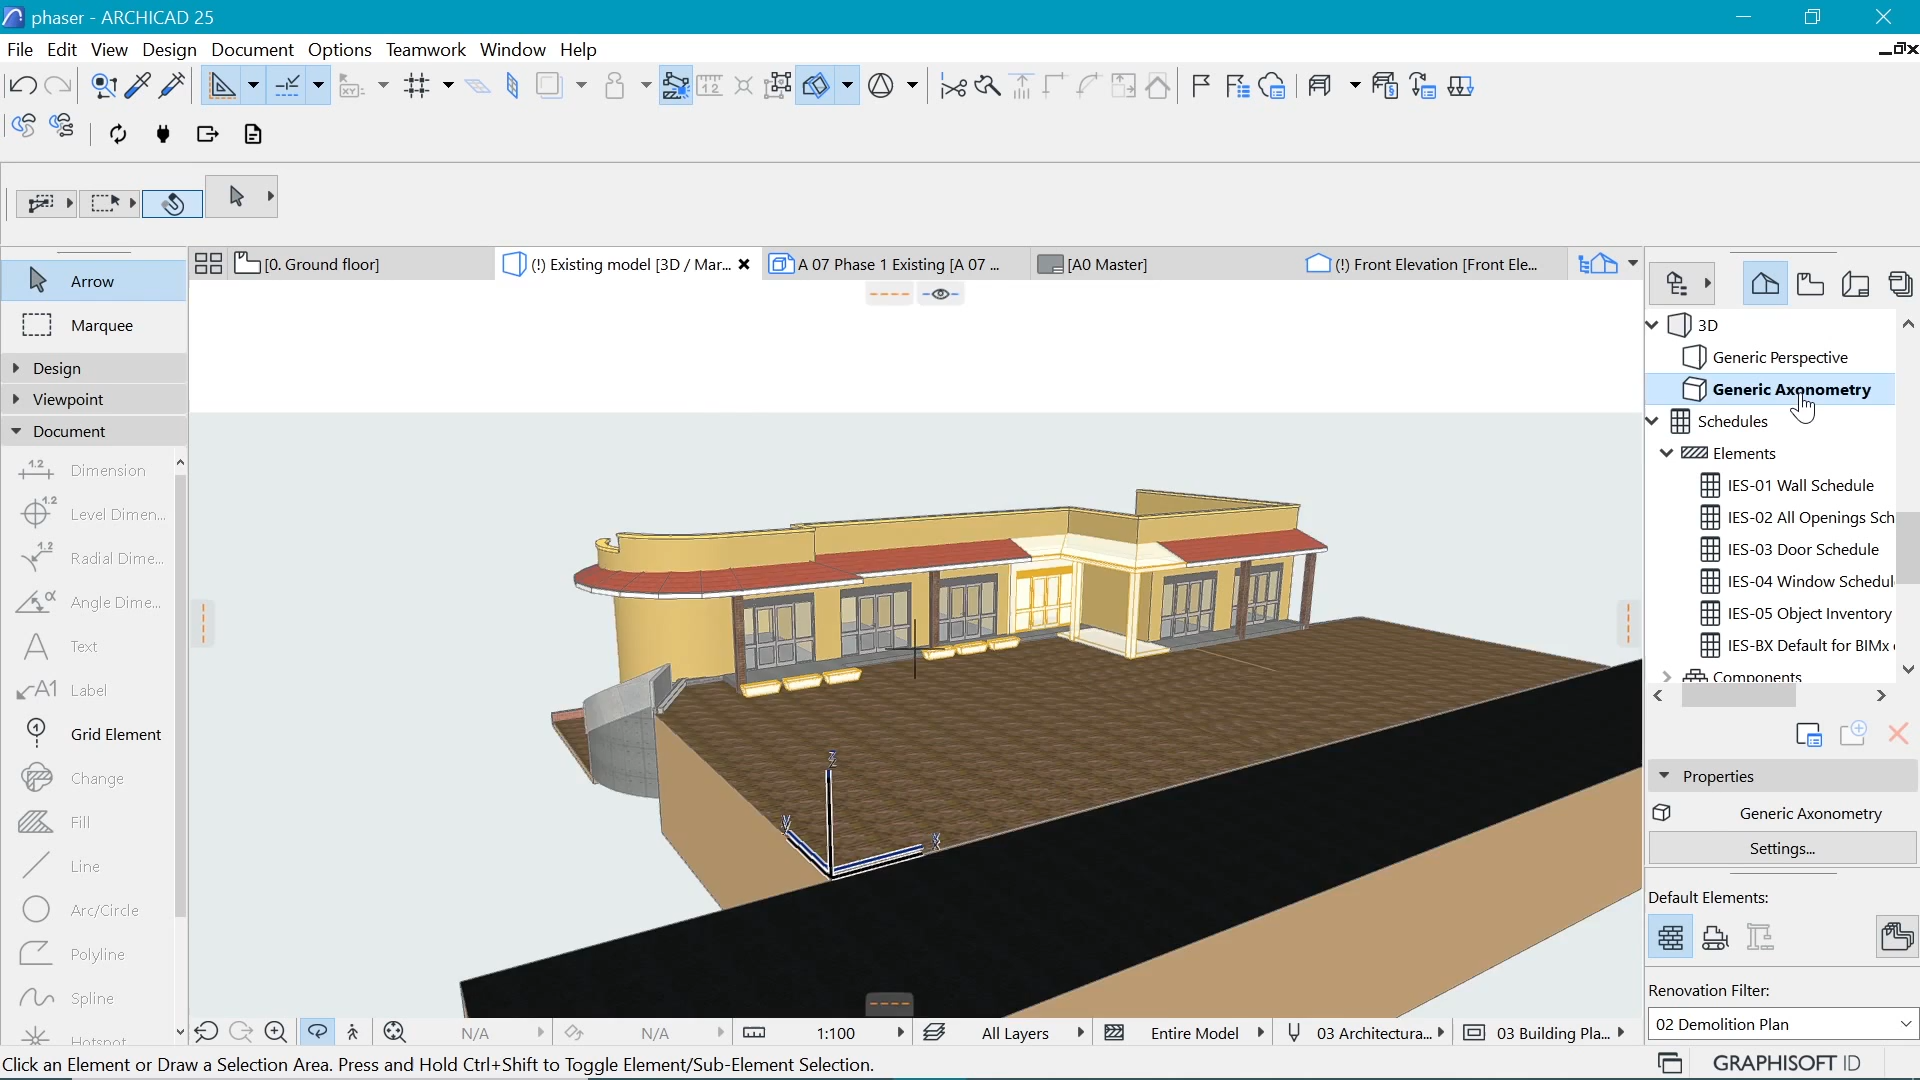 phaser - ARCHICAD 25
File Edit View Design Document Options Teamwork Window Help
[0. Ground floor]
(!) Existing model [3D / Mar...
A 07 Phase 1 Existing [A 07 ...
[A0 Master]
(!) Front Elevation [Front Ele...
Arrow
Marquee
Design
Viewpoint
Document
Dimension
Level Dimen...
Radial Dime...
Angle Dime...
Text
Label
Grid Element
Change
Fill
Line
Arc/Circle
Polyline
Spline
Hotspot
z
y
x
3D
Generic Perspective
Generic Axonometry
Schedules
Elements
IES-01 Wall Schedule
IES-02 All Openings Sch
IES-03 Door Schedule
IES-04 Window Schedul
IES-05 Object Inventory
IES-BX Default for BIMx
Components
Properties
Generic Axonometry
Settings...
Default Elements:
Renovation Filter:
02 Demolition Plan
N/A
N/A
1:100
All Layers
Entire Model
03 Architectura...
03 Building Pla...
Click an Element or Draw a Selection Area. Press and Hold Ctrl+Shift to Toggle Element/Sub-Element Selection.
GRAPHISOFT ID